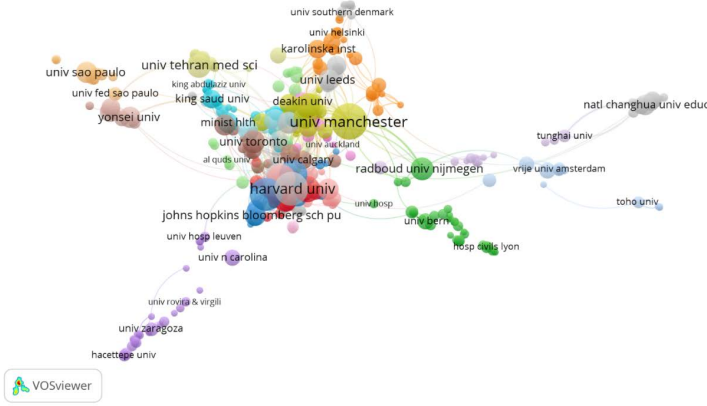 univ southern denmark
univ helsinki
karolinska inst
univ tehran med sci
univ sao paulo
univ leeds
king abdulaziz univ
univ fed sao paulo
king saud univ
deakin univ
natl changhua univ educ
yonsei univ
minist hlth
univ manchester
tunghai univ
univ toronto
univ auckland
al quds univ
univ calgary
radboud univ nijmegen
vrije univ amsterdam
harvard univ
univ hosp
toho univ
johns hopkins bloomberg sch pu
univ bern
univ hosp leuven
hosp civils lyon
univ n carolina
univ rovira & virgili
univ zaragoza
hacettepe univ
VOSviewer